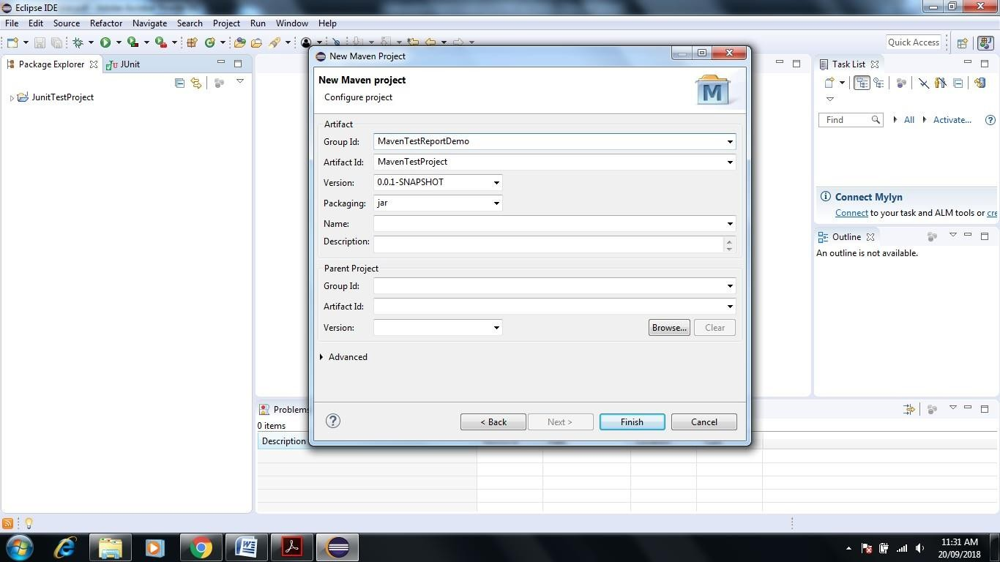 Eclipse IDE
File Edit Source Refactor Navigate Search Project Run Window Help
Quick Access
Package Explorer JUnit
JunitTestProject
New Maven Project
New Maven project
Configure project
M
Artifact
Group Id: MavenTestReportDemo
Artifact Id: MavenTestProject
Version: 0.0.1-SNAPSHOT
Packaging: jar
Name:
Description:
Parent Project
Group Id:
Artifact Id:
Version:
Browse... Clear
Advanced
< Back Next > Finish Cancel
Task List
Find All Activate...
Connect Mylyn
Connect to your task and ALM tools or cre
Outline
An outline is not available.
Problems
0 items
Description
11:31 AM
20/09/2018